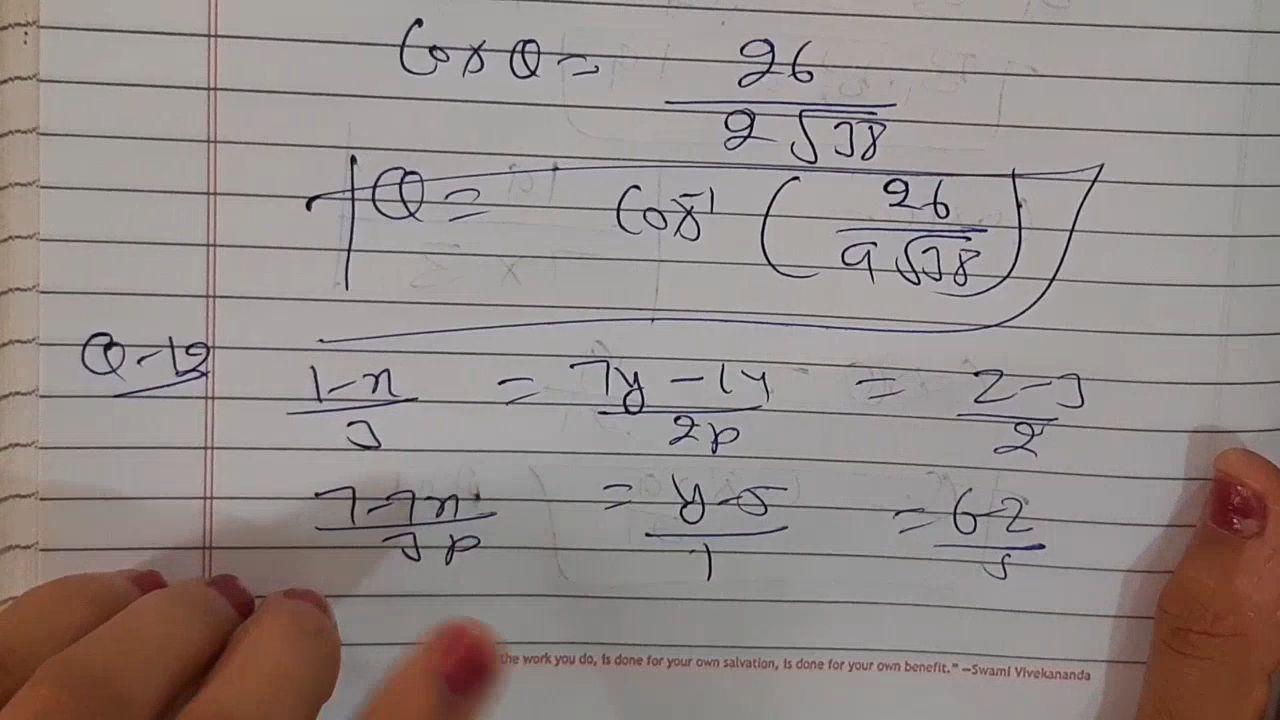 Cos θ = 26 / 2√38
θ = Cos⁻¹ (26 / 9√38)
Q-12 1-x / 3 = 7y-14 / 2p = z-3 / 2
7-7x / 3p = y-5 / 1 = 6-z / 5
the work you do, is done for your own salvation, is done for your own benefit." –Swami Vivekananda